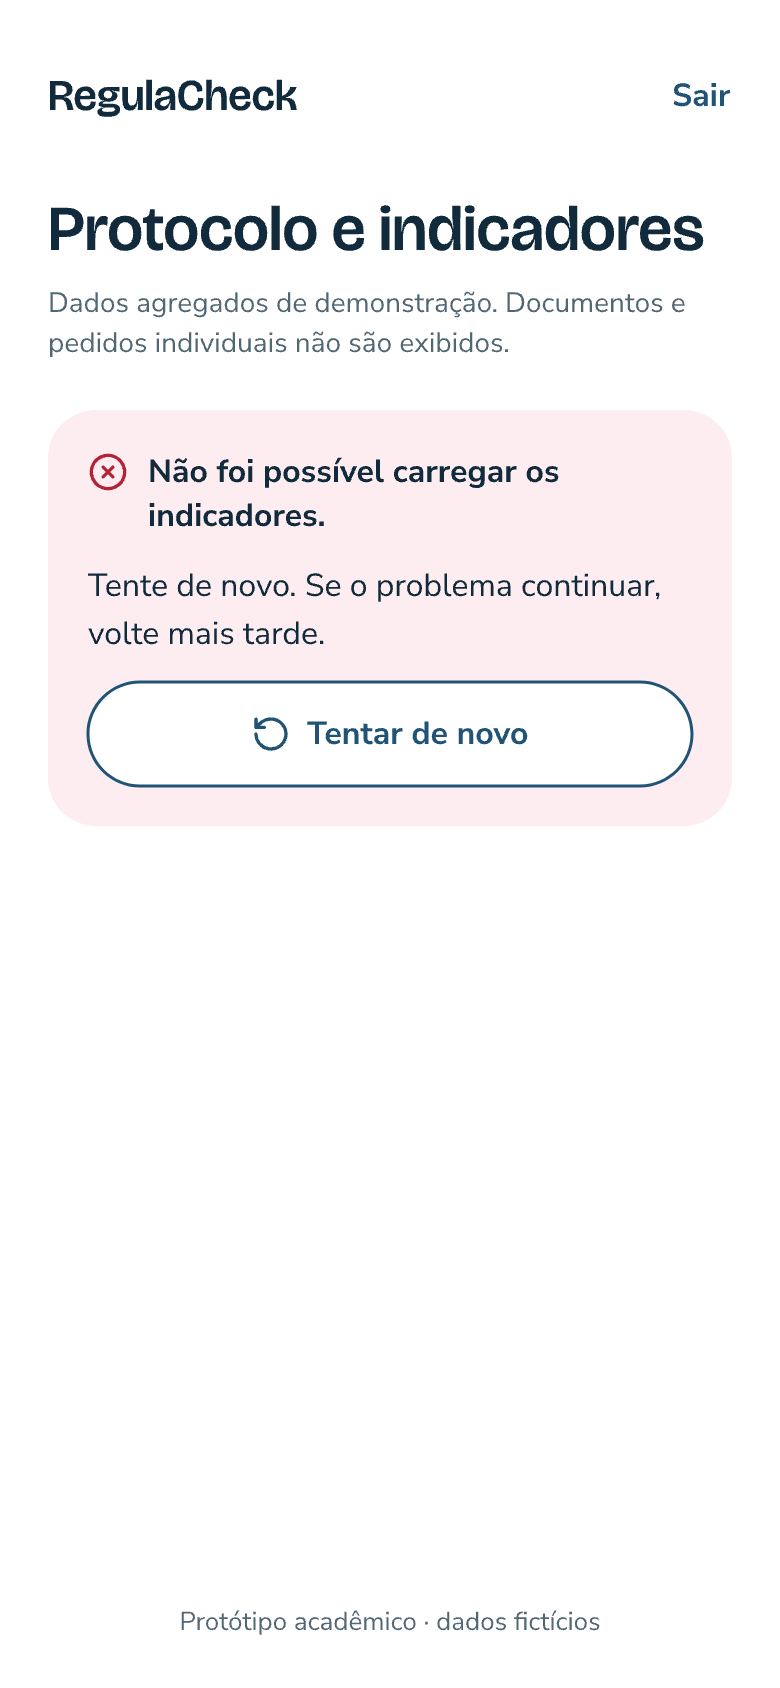 RegulaCheck
Sair
Protocolo e indicadores
Dados agregados de demonstração. Documentos e
pedidos individuais não são exibidos.
Não foi possível carregar os
indicadores.
Tente de novo. Se o problema continuar,
volte mais tarde.
Tentar de novo
Protótipo acadêmico · dados fictícios